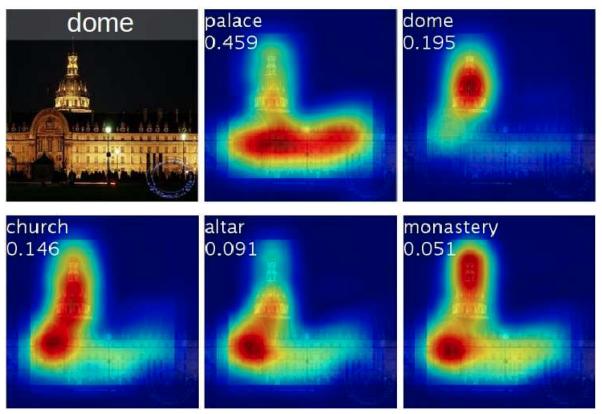 dome
palace
0.459
dome
0.195
church
0.146
altar
0.091
monastery
0.051